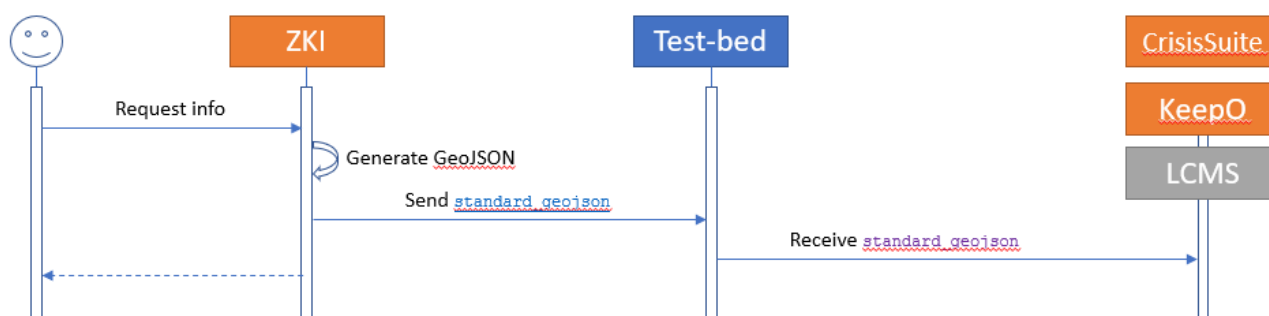 ZKI
Test-bed
CrisisSuite
KeepO
LCMS
Request info
Generate GeoJSON
Send standard_geojson
Receive standard_geojson